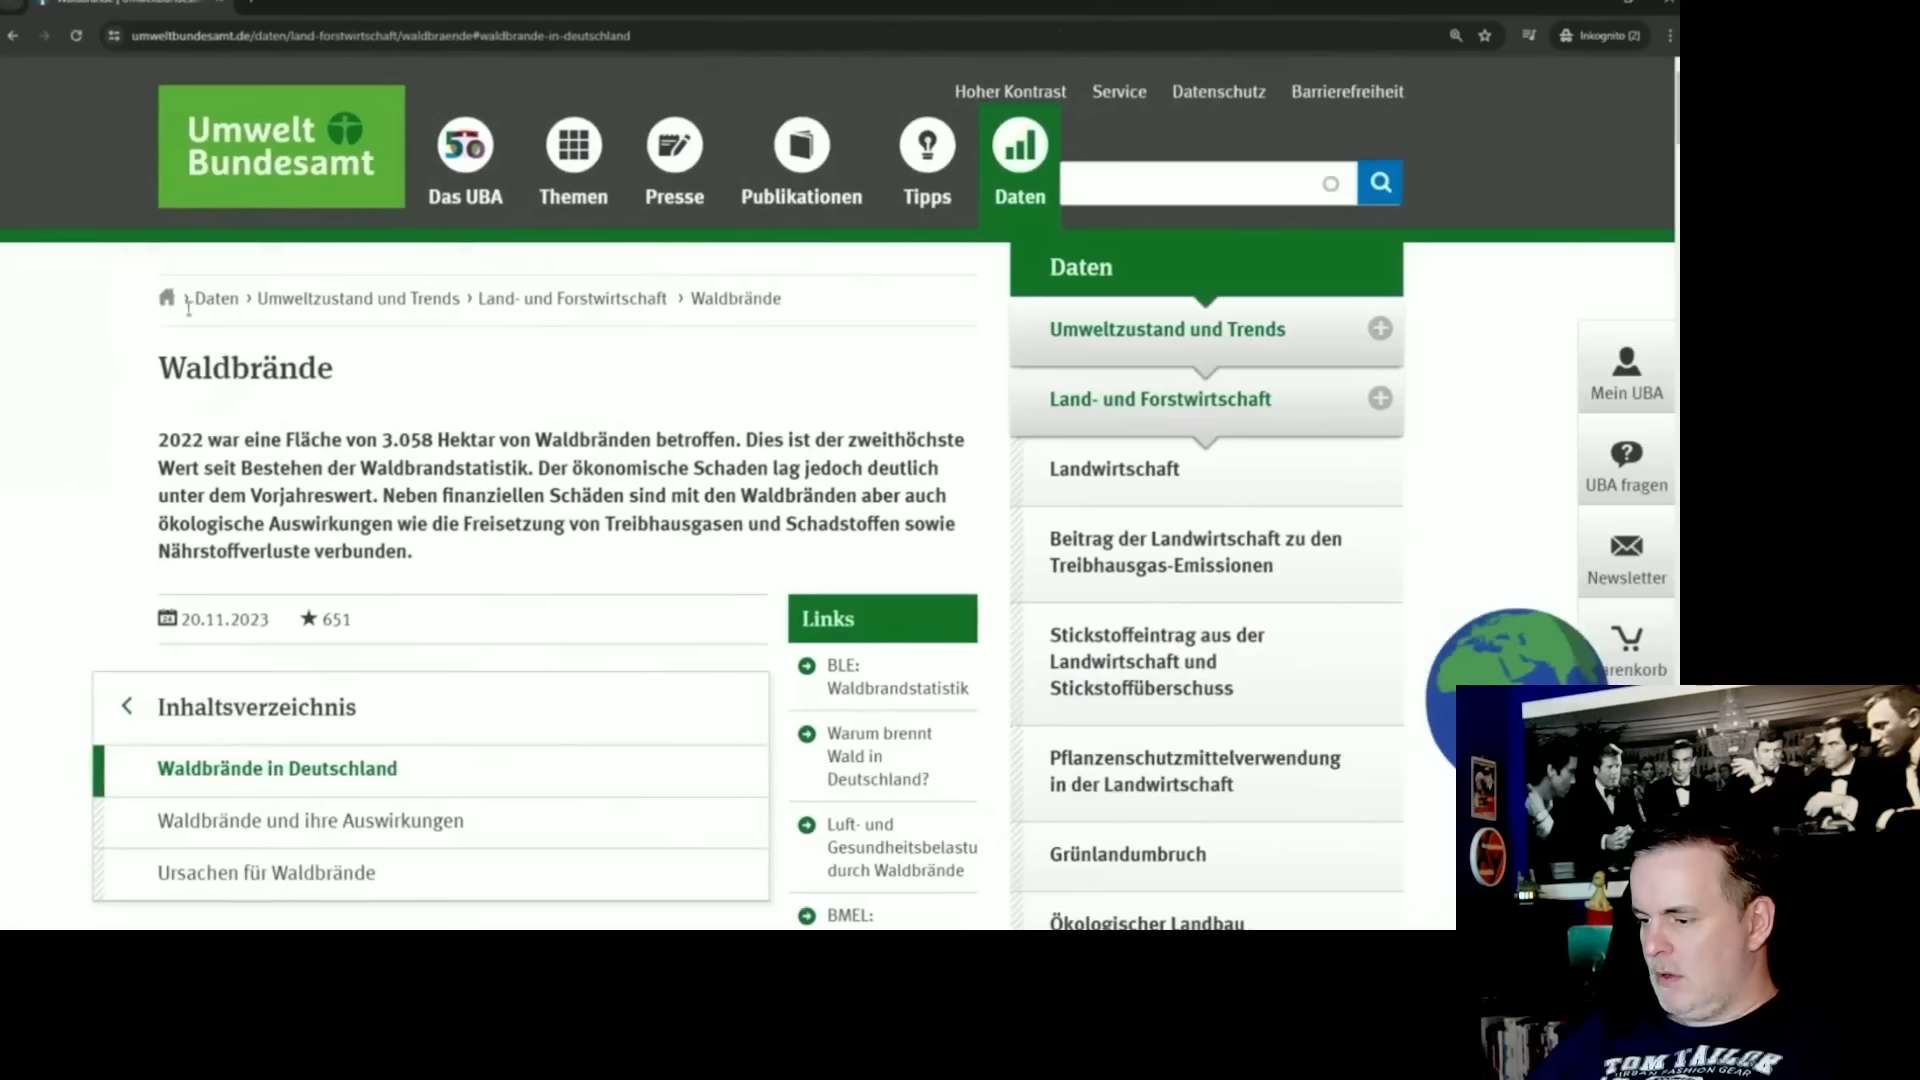 umweltbundesamt.de/daten/land-forstwirtschaft/waldbraende#waldbrande-in-deutschland
Inkognito (2)
Hoher Kontrast Service Datenschutz Barrierefreiheit
Umwelt
Bundesamt
Das UBA Themen Presse Publikationen Tipps Daten
Daten › Umweltzustand und Trends › Land- und Forstwirtschaft › Waldbrände
Waldbrände
2022 war eine Fläche von 3.058 Hektar von Waldbränden betroffen. Dies ist der zweithöchste
Wert seit Bestehen der Waldbrandstatistik. Der ökonomische Schaden lag jedoch deutlich
unter dem Vorjahreswert. Neben finanziellen Schäden sind mit den Waldbränden aber auch
ökologische Auswirkungen wie die Freisetzung von Treibhausgasen und Schadstoffen sowie
Nährstoffverluste verbunden.
20.11.2023 651
Inhaltsverzeichnis
Waldbrände in Deutschland
Waldbrände und ihre Auswirkungen
Ursachen für Waldbrände
Links
BLE:
Waldbrandstatistik
Warum brennt
Wald in
Deutschland?
Luft- und
Gesundheitsbelastu
durch Waldbrände
BMEL:
Daten
Umweltzustand und Trends
Land- und Forstwirtschaft
Landwirtschaft
Beitrag der Landwirtschaft zu den
Treibhausgas-Emissionen
Stickstoffeintrag aus der
Landwirtschaft und
Stickstoffüberschuss
Pflanzenschutzmittelverwendung
in der Landwirtschaft
Grünlandumbruch
Ökologischer Landbau
Mein UBA
UBA fragen
Newsletter
arenkorb
TOM TAILOR
URBAN FASHION GEAR